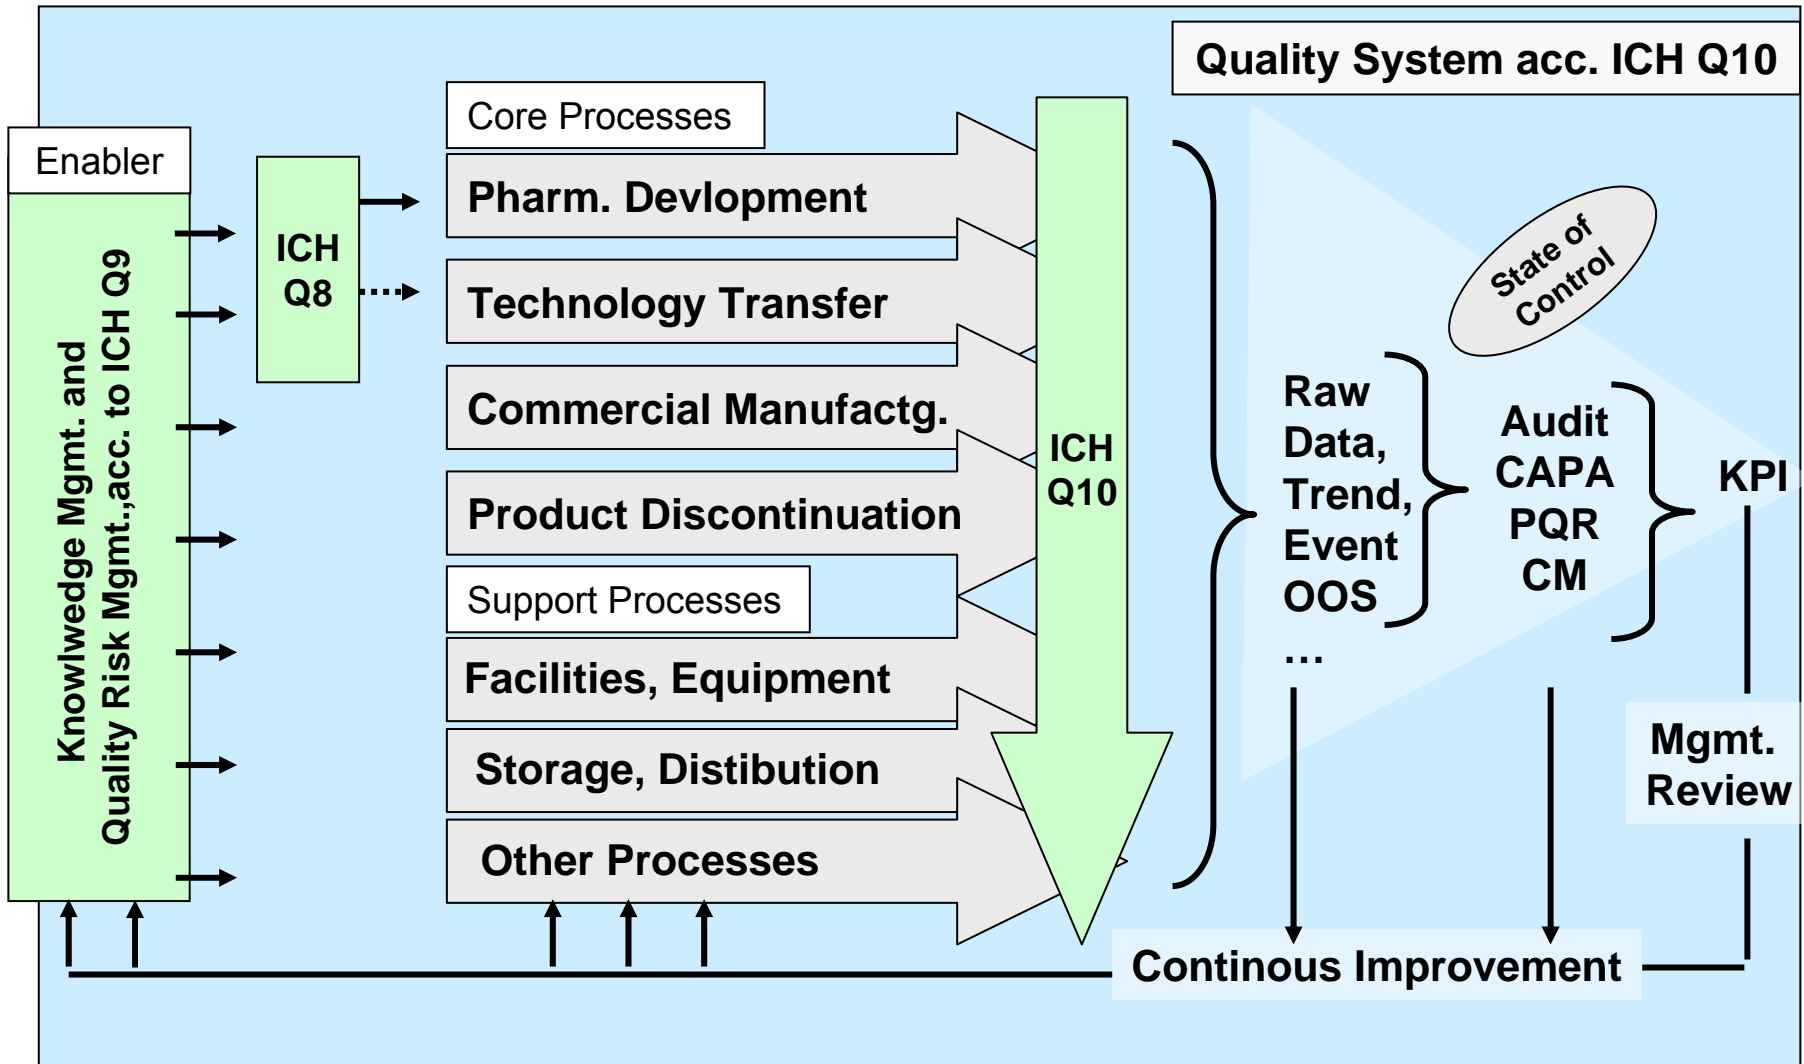 Quality System acc. ICH Q10
Enabler
Knowlwedge Mgmt. and
Quality Risk Mgmt.,acc. to ICH Q9
ICH
Q8
Core Processes
Pharm. Devlopment
Technology Transfer
Commercial Manufactg.
Product Discontinuation
Support Processes
Facilities, Equipment
Storage, Distibution
Other Processes
ICH
Q10
State of
Control
Raw
Data,
Trend,
Event
OOS
...
Audit
CAPA
PQR
CM
KPI
Mgmt.
Review
Continous Improvement